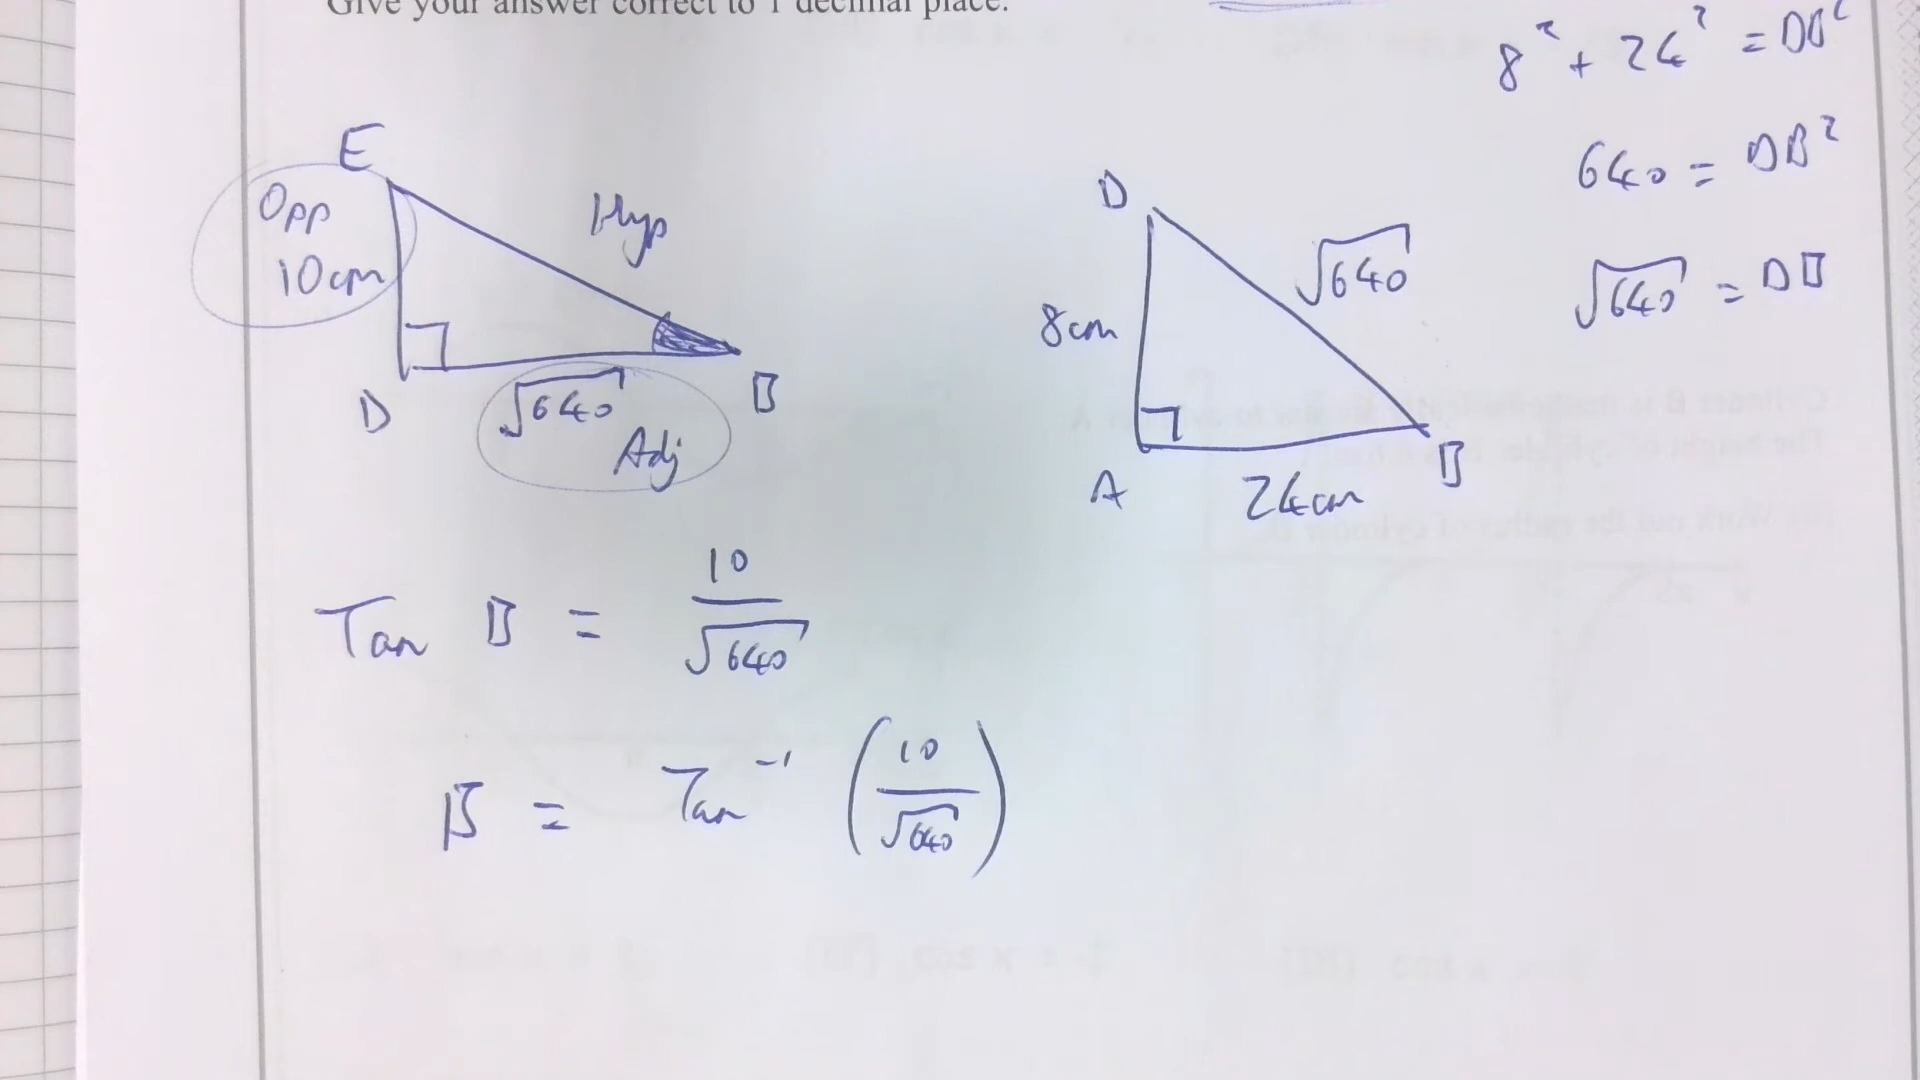 Give your answer correct to 1 decimal place.
8² + 24² = DB²
640 = DB²
√640 = DB
E
Opp
10cm
Hyp
D
√640
Adj
B
D
8cm
√640
A
24cm
B
Tan B = 10/√640
B = Tan⁻¹ (10/√640)